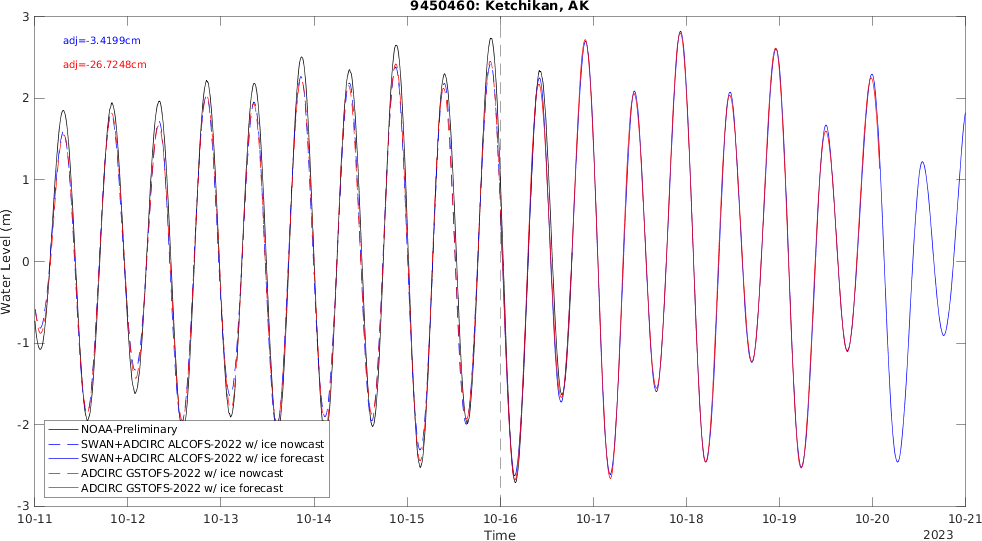 9450460: Ketchikan, AK
adj=-3.4199cm
adj=-26.7248cm
3
2
1
0
-1
-2
-3
Water Level (m)
NOAA-Preliminary
SWAN+ADCIRC ALCOFS-2022 w/ ice nowcast
SWAN+ADCIRC ALCOFS-2022 w/ ice forecast
ADCIRC GSTOFS-2022 w/ ice nowcast
ADCIRC GSTOFS-2022 w/ ice forecast
10-11 10-12 10-13 10-14 10-15 10-16 10-17 10-18 10-19 10-20 10-21
Time
2023